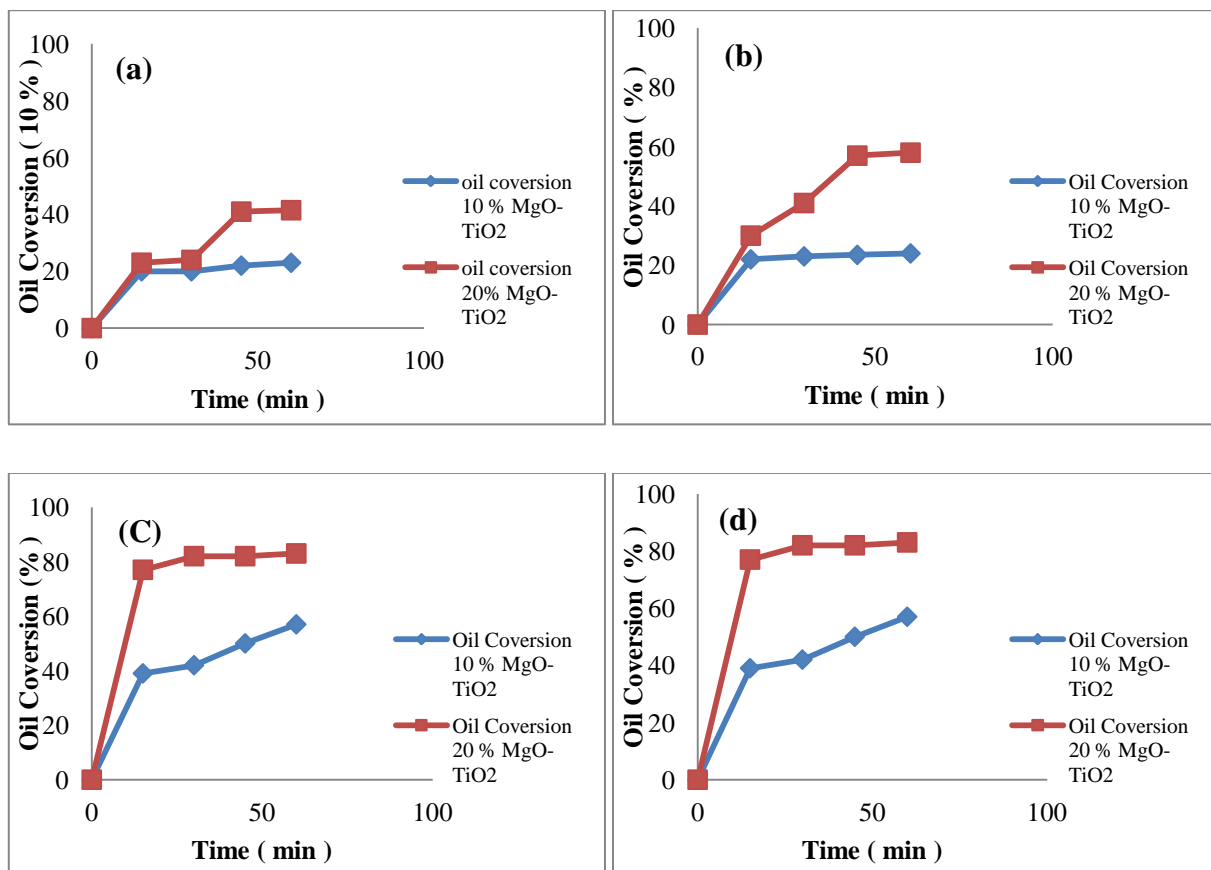 (a)
Oil Coversion ( 10 % )
100
80
60
40
20
0
0
50
100
Time (min )
oil coversion
10 % MgO-
TiO2
oil coversion
20% MgO-
TiO2
(b)
Oil Coversion ( %)
100
80
60
40
20
0
0
50
100
Time ( min )
Oil Coversion
10 % MgO-
TiO2
Oil Coversion
20 % MgO-
TiO2
(C)
Oil Coversion (% )
100
80
60
40
20
0
0
50
100
Time ( min )
Oil Coversion
10 % MgO-
TiO2
Oil Coversion
20 % MgO-
TiO2
(d)
Oil Coversion ( % )
100
80
60
40
20
0
0
50
100
Time ( min )
Oil Coversion
10 % MgO-
TiO2
Oil Coversion
20 % MgO-
TiO2